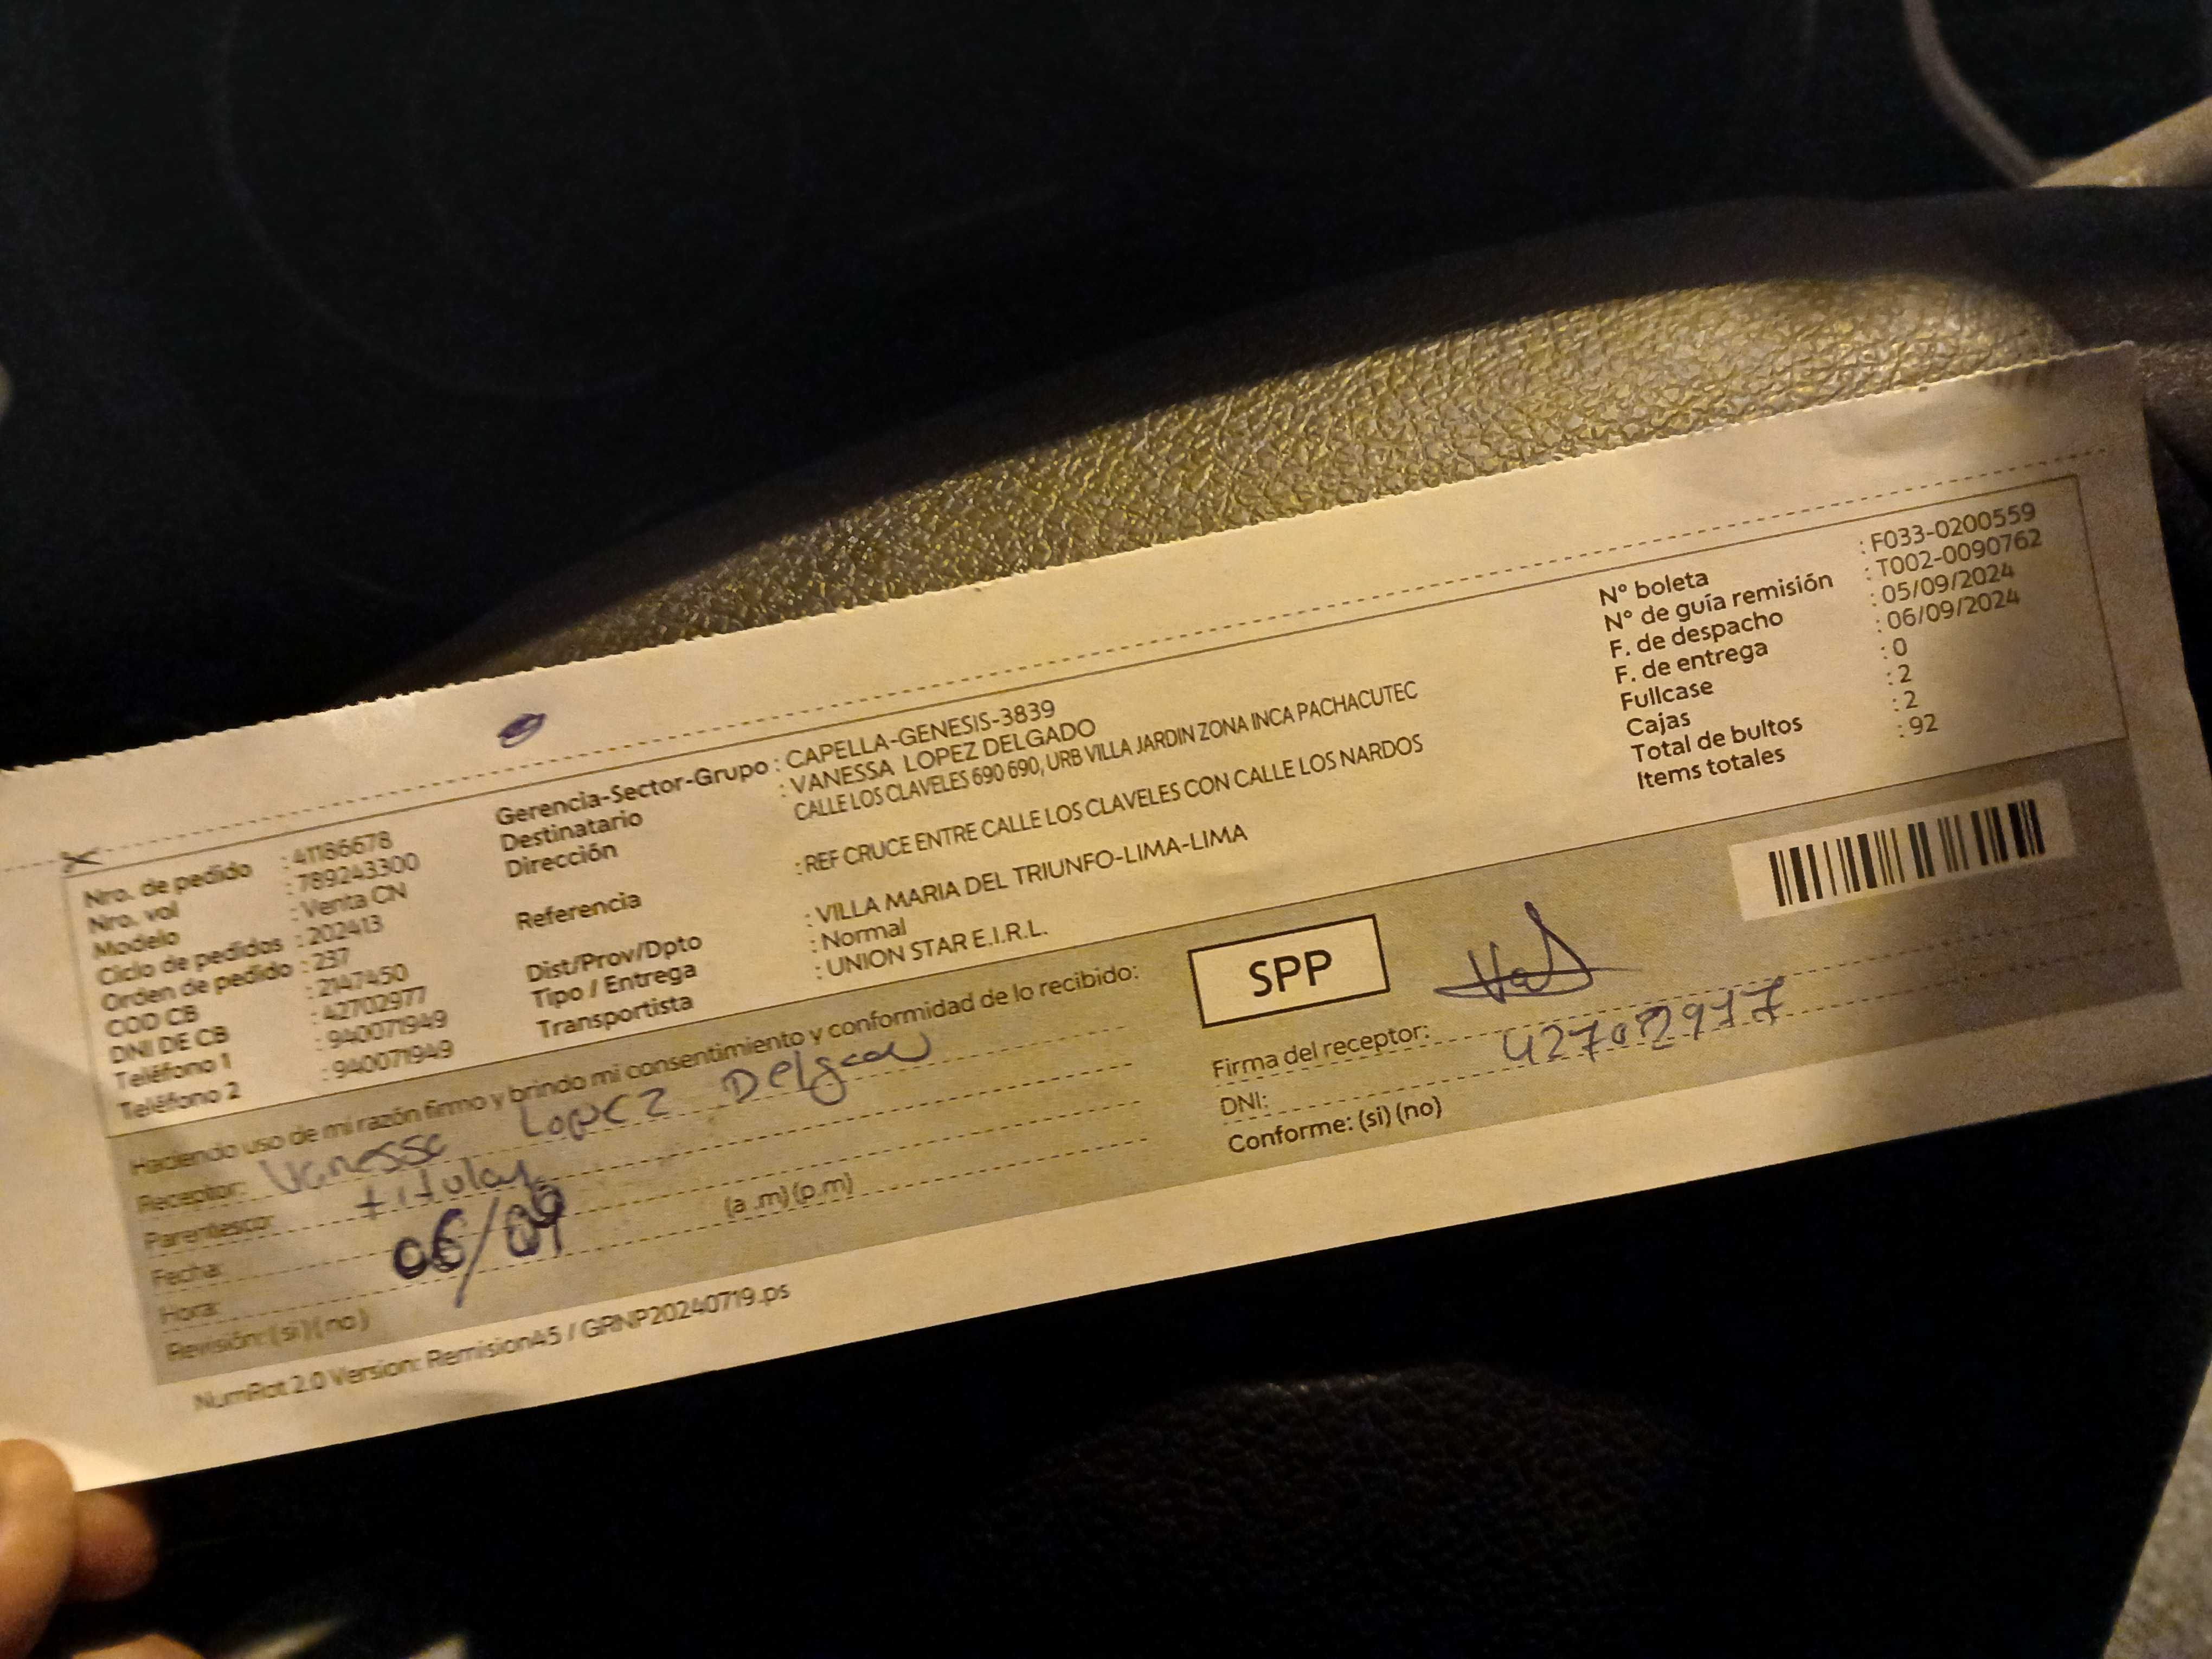 Nro. de pedido : 41186678
Nro. vol : 789243300
Modelo : Venta CN
Ciclo de pedidos : 202413
Orden de pedido : 237
COD CB : 2147450
DNI DE CB : 42702977
Teléfono 1 : 940071949
Teléfono 2 : 940071949
Gerencia-Sector-Grupo : CAPELLA-GENESIS-3839
Destinatario : VANESSA LOPEZ DELGADO
Dirección CALLE LOS CLAVELES 690 690, URB VILLA JARDIN ZONA INCA PACHACUTEC
Referencia : REF CRUCE ENTRE CALLE LOS CLAVELES CON CALLE LOS NARDOS
Dist/Prov/Dpto : VILLA MARIA DEL TRIUNFO-LIMA-LIMA
Tipo / Entrega : Normal
Transportista : UNION STAR E.I.R.L.
N° boleta : F033-0200559
N° de guía remisión : T002-0090762
F. de despacho : 05/09/2024
F. de entrega : 06/09/2024
Fullcase : 0
Cajas : 2
Total de bultos : 2
Items totales : 92
Haciendo uso de mi razón firmo y brindo mi consentimiento y conformidad de lo recibido:
Receptor: Vanessa Lopez Delgado
Parentesco: titular
Fecha: 06/09
Hora: (a .m) (p.m)
Revisión: (si) (no)
SPP
Firma del receptor:
DNI: 42702977
Conforme: (si) (no)
NumRot 2.0 Version: Remision45 / GRNP20240719.ps